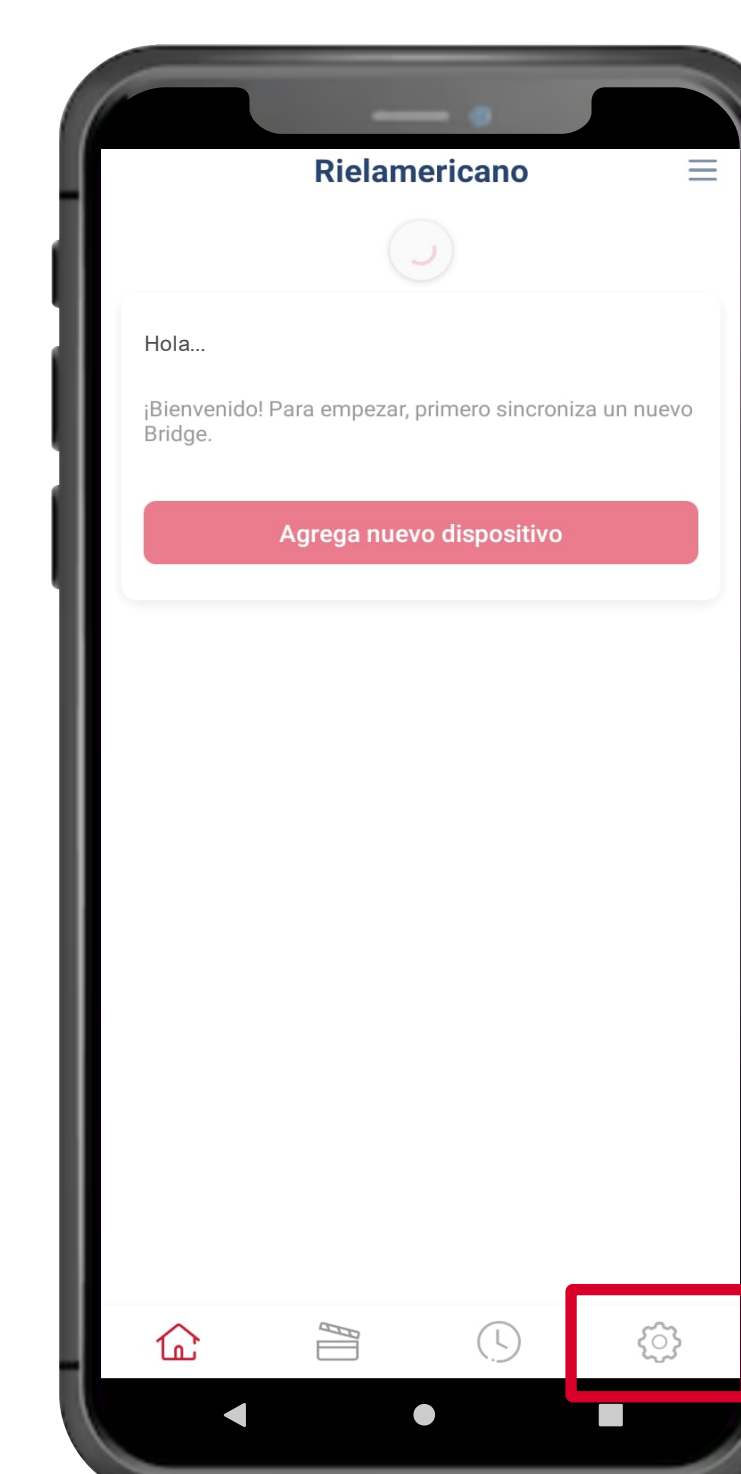 Rielamericano
Hola...
¡Bienvenido! Para empezar, primero sincroniza un nuevo
Bridge.
Agrega nuevo dispositivo